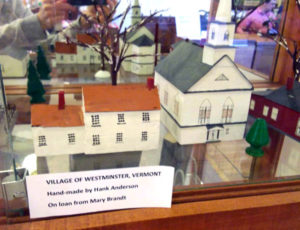 VILLAGE OF WESTMINSTER, VERMONT
Hand-made by Hank Anderson
On loan from Mary Brandt